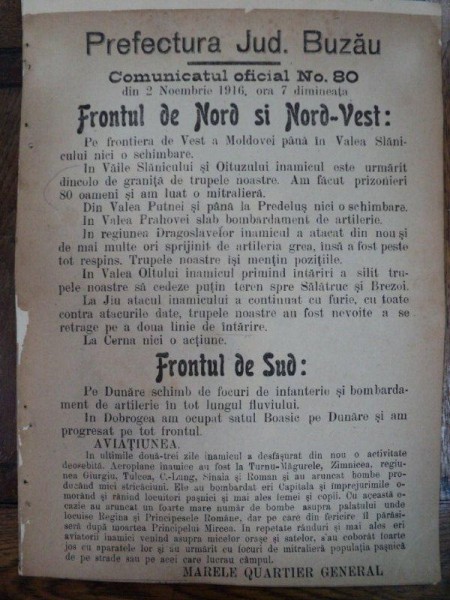 Prefectura Jud. Buzău
Comunicatul oficial No. 80
din 2 Noembrie 1916, ora 7 dimineața
Frontul de Nord si Nord-Vest:
Pe frontiera de Vest a Moldovei până în Valea Slăni-
cului nici o schimbare.
In Văile Slănicului și Oituzului inamicul este urmărit
dincolo de graniță de trupele noastre. Am făcut prizonieri
80 oameni și am luat o mitralieră.
Din Valea Putnei și până la Predeluș nici o schimbare.
In Valea Prahovei slab bombardament de artilerie.
In regiunea Dragoslavelor inamicul a atacat din nou și
de mai multe ori sprijinit de artileria grea, însă a fost peste
tot respins. Trupele noastre își mențin pozițiile.
In Valea Oltului inamicul primind intăriri a silit tru-
pele noastre să cedeze puțin teren spre Sălătruc și Brezoi.
La Jiu atacul inamicului a continuat cu furie, cu toate
contra atacurile date, trupele noastre au fost nevoite a se
retrage pe a doua linie de intărire.
La Cerna nici o acțiune.
Frontul de Sud:
Pe Dunăre schimb de focuri de infanterie și bombarda-
ment de artilerie în tot lungul fluviului.
In Dobrogea am ocupat satul Boasic pe Dunăre și am
progresat pe tot frontul.
AVIAȚIUNEA.
In ultimele două-trei zile inamicul a desfășurat din nou o activitate
deosebită. Aeroplane inamice au fost la Turnu-Măgurele, Zimnicea, regiu-
nea Giurgiu, Tulcea, C.-Lung, Sinaia și Roman și au aruncat bombe pro-
ducând mici stricăciuni. Ele au bombardat eri Capitala și împrejurimile o-
morând și rănind locuitori pașnici și mai ales femei și copii. Cu această o-
cazie au aruncat un foarte mare număr de bombe asupra palatului unde
locuise Regina și Principesele Române, dar pe care din fericire îl părăsi-
seră după moartea Principelui Mircea. In repetate rânduri și mai alos eri
aviatorii inamici venind asupra micelor orașe și satelor, s'au coborât foarte
jos cu aparatele lor și au urmărit cu focuri de mitralieră populația pașnică
de pe strade sau pe acei care lucrau câmpul.
MARELE QUARTIER GENERAL